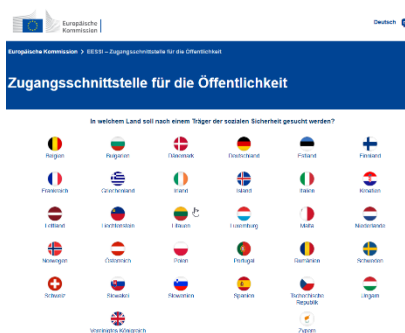 Europäische
Kommission
Deutsch
Europäische Kommission > EESSI – Zugangsschnittstelle für die Öffentlichkeit
Zugangsschnittstelle für die Öffentlichkeit
In welchem Land soll nach einem Träger der sozialen Sicherheit gesucht werden?
Belgien Bulgarien Dänemark Deutschland Estland Finnland
Frankreich Griechenland Irland Island Italien Kroatien
Lettland Liechtenstein Litauen Luxemburg Malta Niederlande
Norwegen Österreich Polen Portugal Rumänien Schweden
Schweiz Slowakei Slowenien Spanien Tschechische Republik Ungarn
Vereinigtes Königreich Zypern